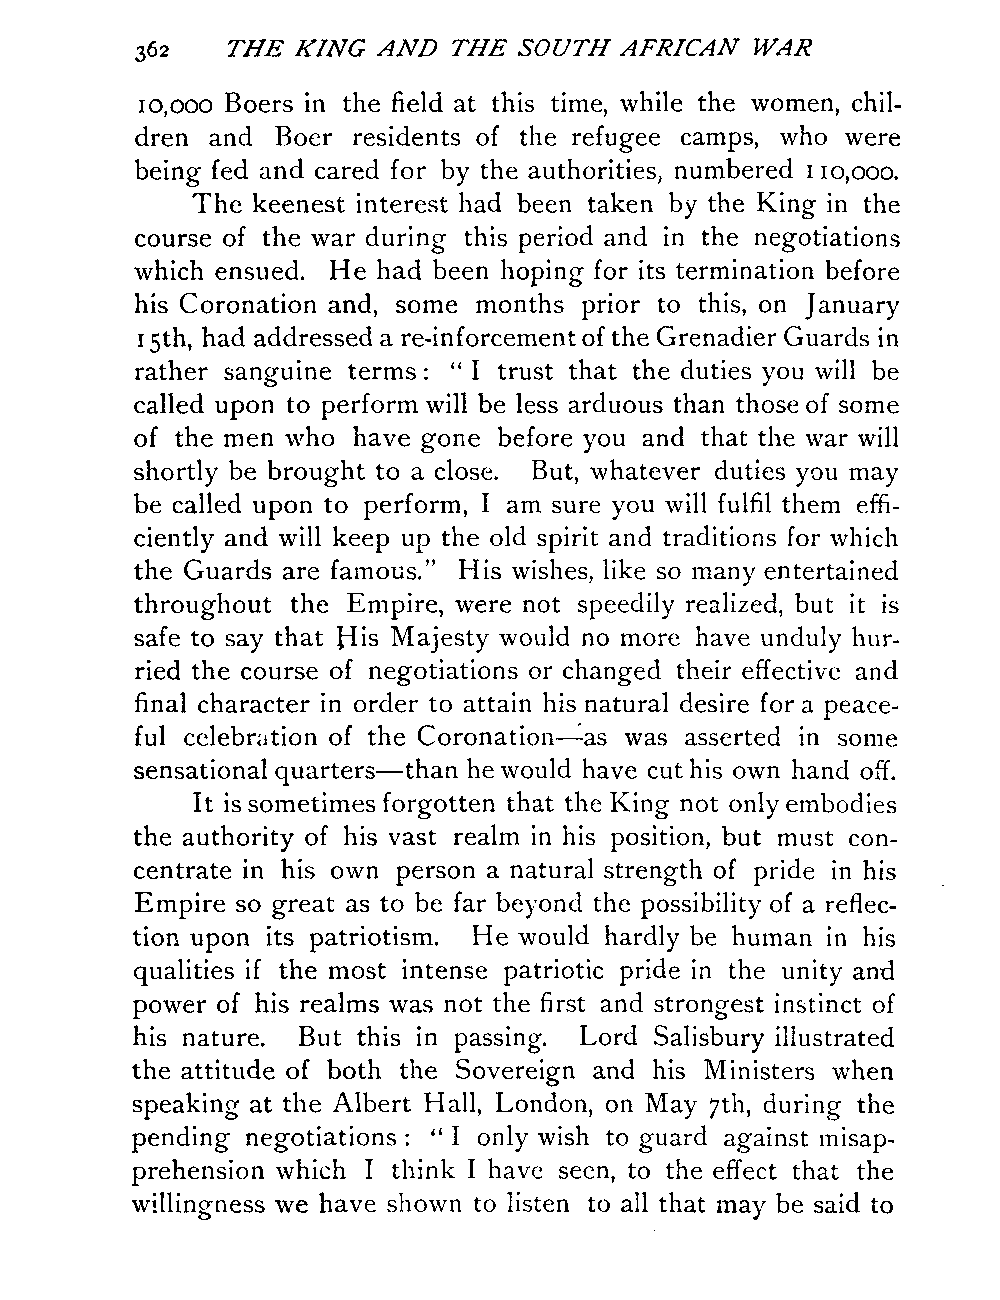 362 THE KING AND THE SOUTH AFRICAN WAR
10,000 Boers in the field at this time, while the women, chil-
dren and Boer residents of the refugee camps, who were
being fed and cared for by the authorities, numbered 110,000.
The keenest interest had been taken by the King in the
course of the war during this period and in the negotiations
which ensued. He had been hoping for its termination before
his Coronation and, some months prior to this, on January
15th, had addressed a re-inforcement of the Grenadier Guards in
rather sanguine terms: “I trust that the duties you will be
called upon to perform will be less arduous than those of some
of the men who have gone before you and that the war will
shortly be brought to a close. But, whatever duties you may
be called upon to perform, I am sure you will fulfil them effi-
ciently and will keep up the old spirit and traditions for which
the Guards are famous.” His wishes, like so many entertained
throughout the Empire, were not speedily realized, but it is
safe to say that His Majesty would no more have unduly hur-
ried the course of negotiations or changed their effective and
final character in order to attain his natural desire for a peace-
ful celebration of the Coronation—as was asserted in some
sensational quarters—than he would have cut his own hand off.
It is sometimes forgotten that the King not only embodies
the authority of his vast realm in his position, but must con-
centrate in his own person a natural strength of pride in his
Empire so great as to be far beyond the possibility of a reflec-
tion upon its patriotism. He would hardly be human in his
qualities if the most intense patriotic pride in the unity and
power of his realms was not the first and strongest instinct of
his nature. But this in passing. Lord Salisbury illustrated
the attitude of both the Sovereign and his Ministers when
speaking at the Albert Hall, London, on May 7th, during the
pending negotiations: “I only wish to guard against misap-
prehension which I think I have seen, to the effect that the
willingness we have shown to listen to all that may be said to